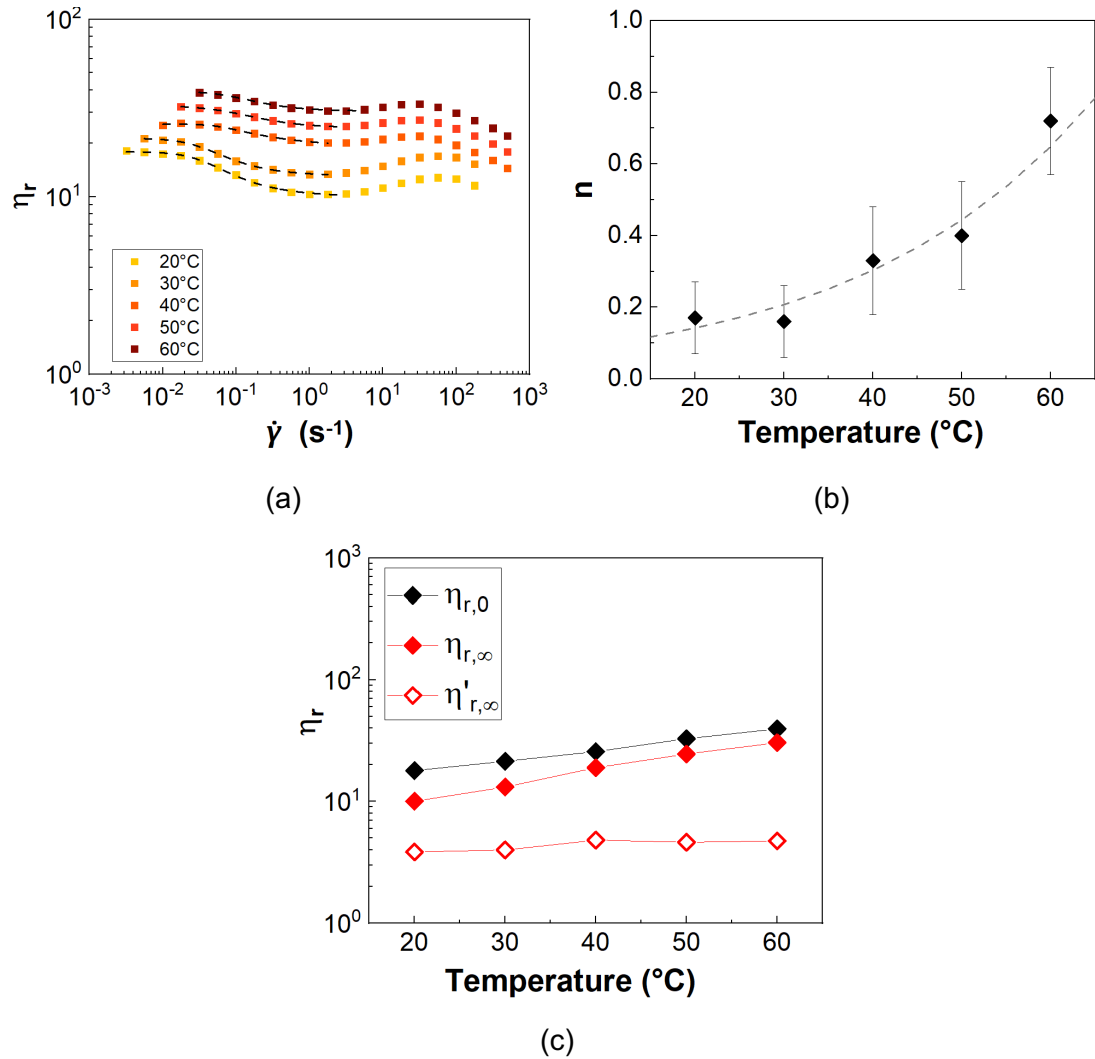 10²
10¹
10⁰
ηr
20°C
30°C
40°C
50°C
60°C
10⁻³ 10⁻² 10⁻¹ 10⁰ 10¹ 10² 10³
γ̇ (s⁻¹)
(a)
1.0
0.8
0.6
0.4
0.2
0.0
n
20 30 40 50 60
Temperature (°C)
(b)
10³
10²
10¹
10⁰
ηr
ηr,0
ηr,∞
η'r,∞
20 30 40 50 60
Temperature (°C)
(c)